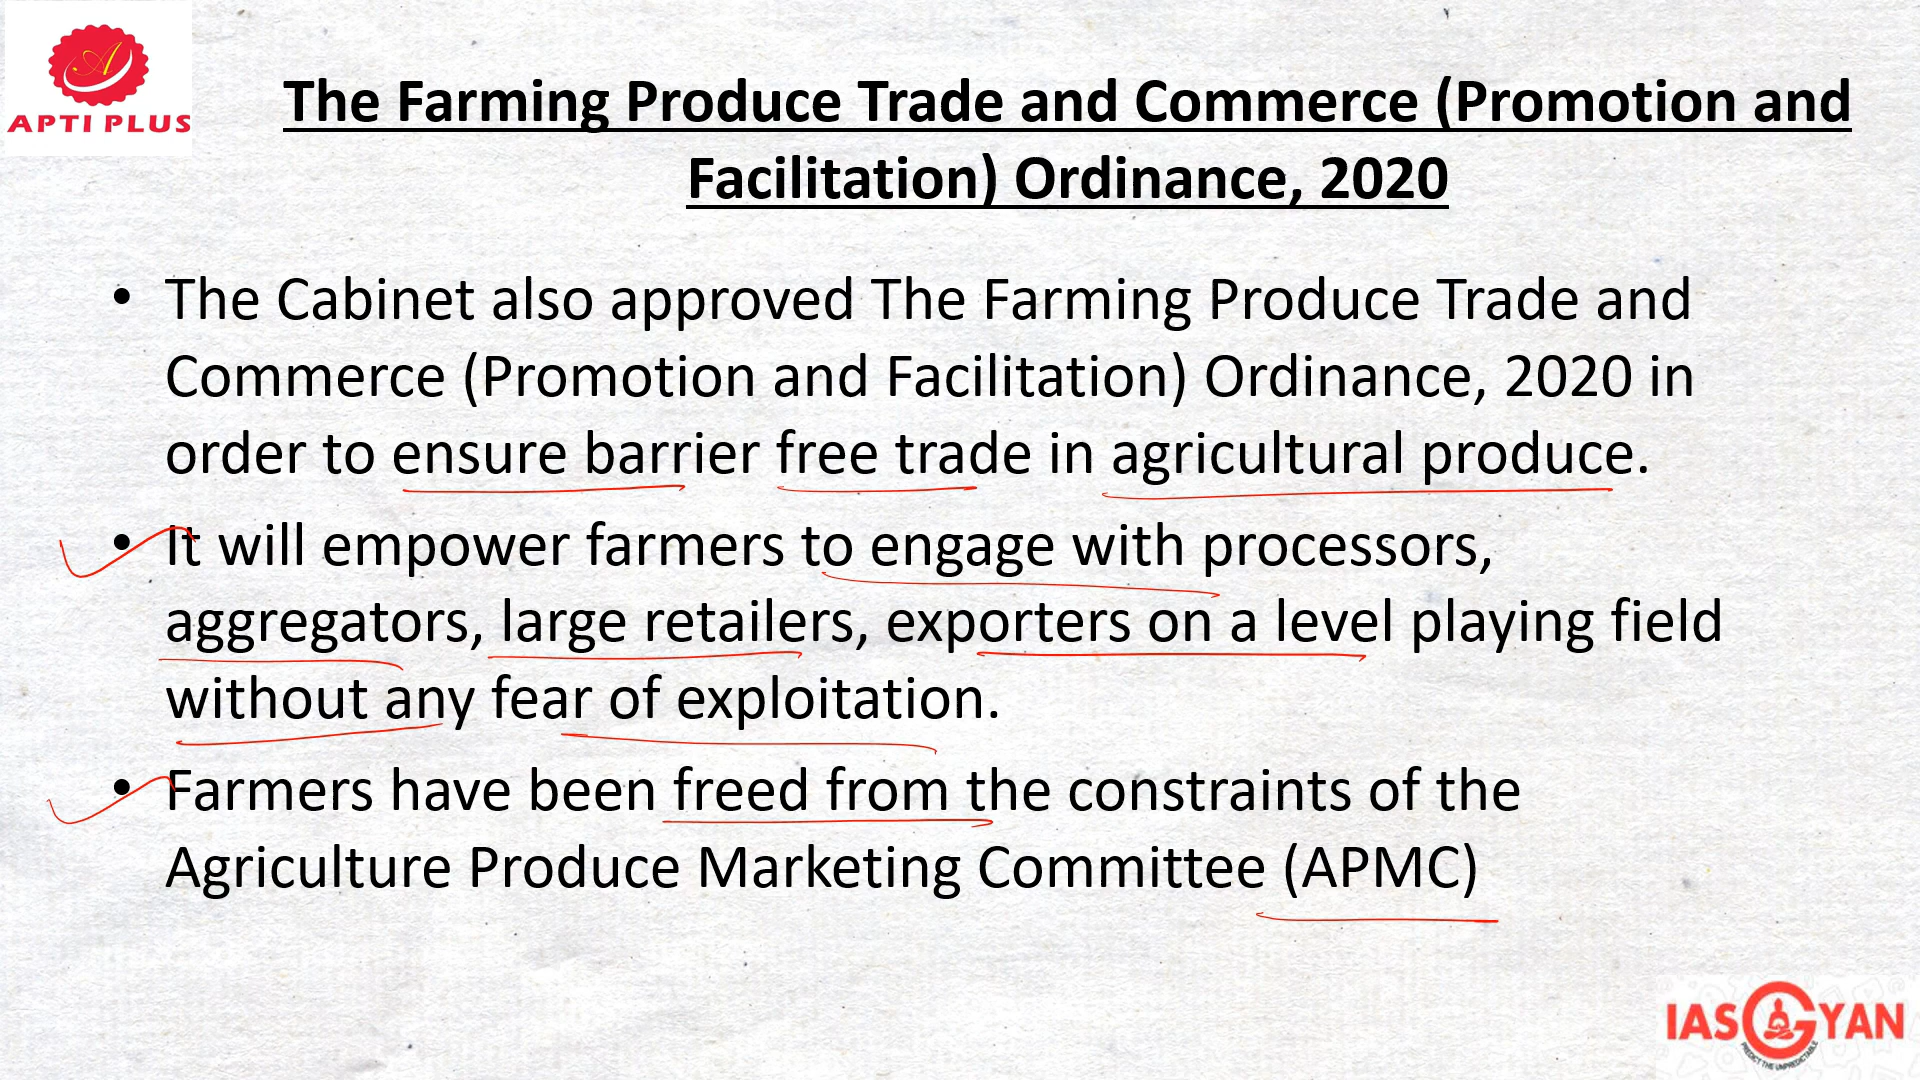 APTI PLUS
The Farming Produce Trade and Commerce (Promotion and
Facilitation) Ordinance, 2020
• The Cabinet also approved The Farming Produce Trade and
Commerce (Promotion and Facilitation) Ordinance, 2020 in
order to ensure barrier free trade in agricultural produce.
• It will empower farmers to engage with processors,
aggregators, large retailers, exporters on a level playing field
without any fear of exploitation.
• Farmers have been freed from the constraints of the
Agriculture Produce Marketing Committee (APMC)
IASGYAN
PREDICT THE UNPREDICTABLE